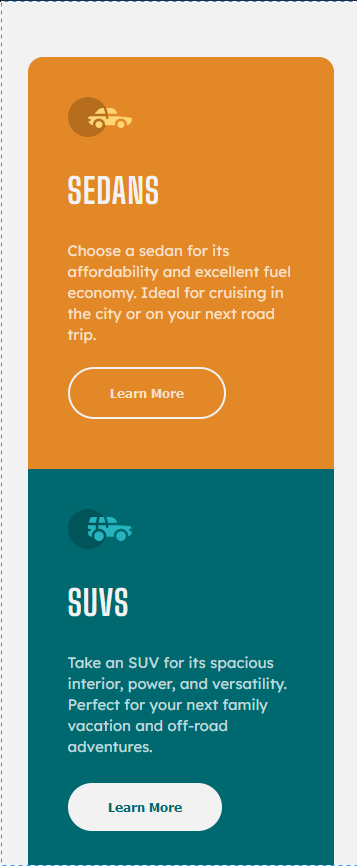 SEDANS
Choose a sedan for its
affordability and excellent fuel
economy. Ideal for cruising in
the city or on your next road
trip.
Learn More
SUVS
Take an SUV for its spacious
interior, power, and versatility.
Perfect for your next family
vacation and off-road
adventures.
Learn More